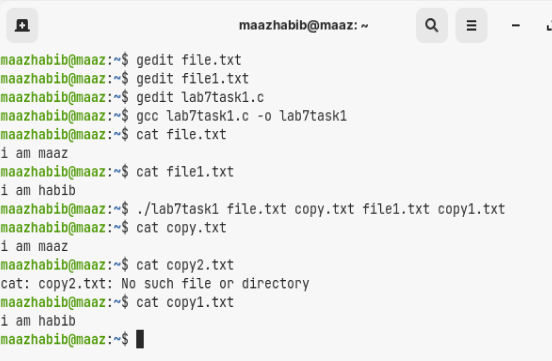 maazhabib@maaz: ~
maazhabib@maaz:~$ gedit file.txt
maazhabib@maaz:~$ gedit file1.txt
maazhabib@maaz:~$ gedit lab7task1.c
maazhabib@maaz:~$ gcc lab7task1.c -o lab7task1
maazhabib@maaz:~$ cat file.txt
i am maaz
maazhabib@maaz:~$ cat file1.txt
i am habib
maazhabib@maaz:~$ ./lab7task1 file.txt copy.txt file1.txt copy1.txt
maazhabib@maaz:~$ cat copy.txt
i am maaz
maazhabib@maaz:~$ cat copy2.txt
cat: copy2.txt: No such file or directory
maazhabib@maaz:~$ cat copy1.txt
i am habib
maazhabib@maaz:~$